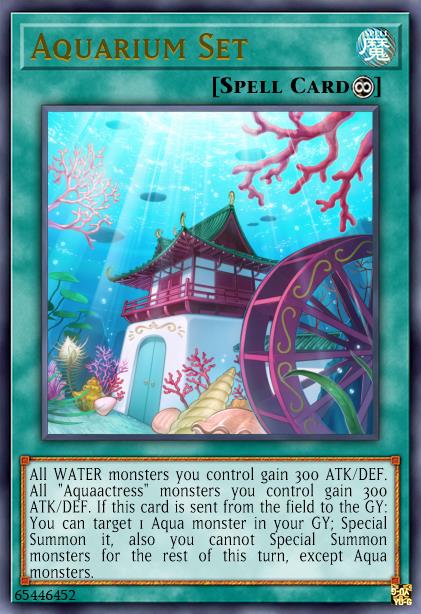 Aquarium Set
SPELL
魔
[Spell Card]
All WATER monsters you control gain 300 ATK/DEF.
All "Aquaactress" monsters you control gain 300
ATK/DEF. If this card is sent from the field to the GY:
You can target 1 Aqua monster in your GY; Special
Summon it, also you cannot Special Summon
monsters for the rest of this turn, except Aqua
monsters.
65446452